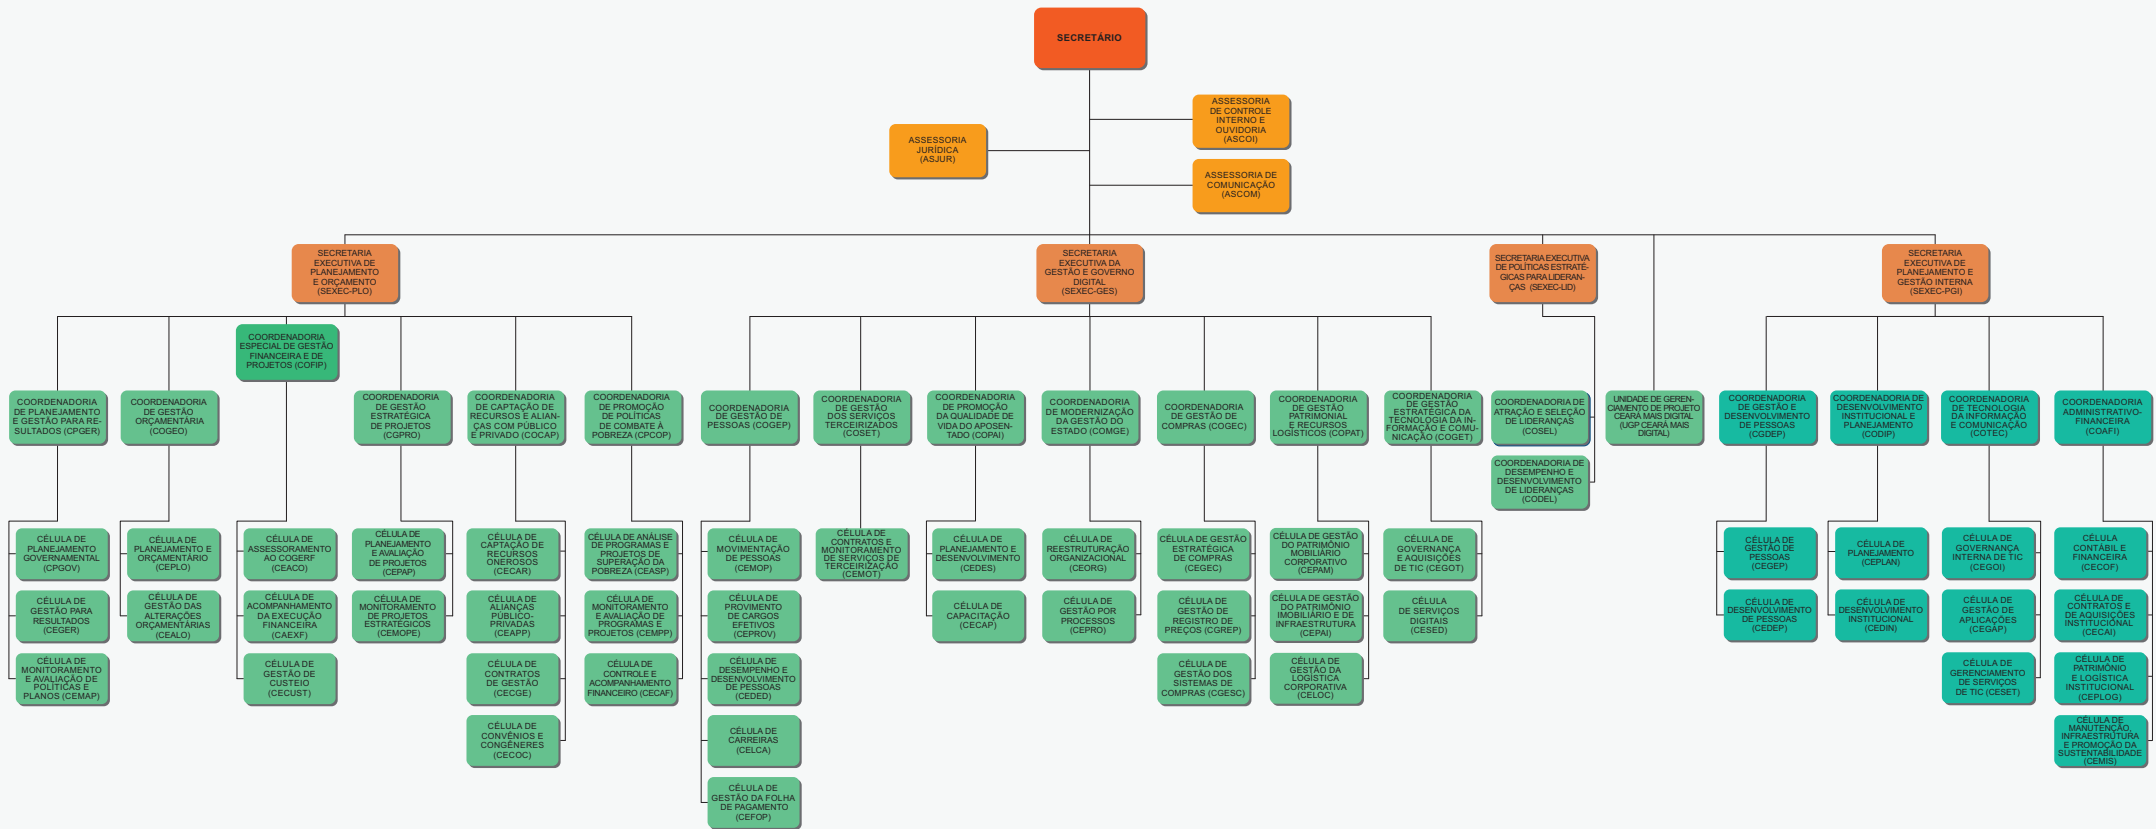 SECRETÁRIO
ASSESSORIA
DE CONTROLE
INTERNO E
OUVIDORIA
(ASCOI)
ASSESSORIA
JURÍDICA
(ASJUR)
ASSESSORIA DE
COMUNICAÇÃO
(ASCOM)
SECRETARIA
EXECUTIVA DE
PLANEJAMENTO
E ORÇAMENTO
(SEXEC-PLO)
SECRETARIA
EXECUTIVA DA
GESTÃO E GOVERNO
DIGITAL
(SEXEC-GES)
SECRETARIA EXECUTIVA
DE POLÍTICAS ESTRATÉ-
GICAS PARA LIDERAN-
ÇAS (SEXEC-LID)
SECRETARIA
EXECUTIVA DE
PLANEJAMENTO E
GESTÃO INTERNA
(SEXEC-PGI)
COORDENADORIA
ESPECIAL DE GESTÃO
FINANCEIRA E DE
PROJETOS (COFIP)
COORDENADORIA
DE PLANEJAMENTO
E GESTÃO PARA RE-
SULTADOS (CPGER)
COORDENADORIA
DE GESTÃO
ORÇAMENTÁRIA
(COGEO)
COORDENADORIA
DE GESTÃO
ESTRATÉGICA
DE PROJETOS
(CGPRO)
COORDENADORIA
DE CAPTAÇÃO DE
RECURSOS E ALIAN-
ÇAS COM PÚBLICO
E PRIVADO (COCAP)
COORDENADORIA
DE PROMOÇÃO
DE POLÍTICAS
DE COMBATE À
POBREZA (CPCOP)
COORDENADORIA
DE GESTÃO DE
PESSOAS (COGEP)
COORDENADORIA
DE GESTÃO
DOS SERVIÇOS
TERCEIRIZADOS
(COSET)
COORDENADORIA
DE PROMOÇÃO
DA QUALIDADE DE
VIDA DO APOSEN-
TADO (COPAI)
COORDENADORIA
DE MODERNIZAÇÃO
DA GESTÃO DO
ESTADO (COMGE)
COORDENADORIA
DE GESTÃO DE
COMPRAS (COGEC)
COORDENADORIA
DE GESTÃO
PATRIMONIAL
E RECURSOS
LOGÍSTICOS (COPAT)
COORDENADORIA
DE GESTÃO
ESTRATÉGICA DA
TECNOLOGIA DA IN-
FORMAÇÃO E COMU-
NICAÇÃO (COGET)
COORDENADORIA DE
ATRAÇÃO E SELEÇÃO
DE LIDERANÇAS
(COSEL)
UNIDADE DE GEREN-
CIAMENTO DE PROJETO
CEARÁ MAIS DIGITAL
(UGP CEARÁ MAIS
DIGITAL)
COORDENADORIA
DE GESTÃO E
DESENVOLVIMENTO
DE PESSOAS
(CGDEP)
COORDENADORIA DE
DESENVOLVIMENTO
INSTITUCIONAL E
PLANEJAMENTO
(CODIP)
COORDENADORIA
DE TECNOLOGIA
DA INFORMAÇÃO
E COMUNICAÇÃO
(COTEC)
COORDENADORIA
ADMINISTRATIVO-
FINANCEIRA
(COAFI)
COORDENADORIA DE
DESEMPENHO E
DESENVOLVIMENTO
DE LIDERANÇAS
(CODEL)
CÉLULA DE
PLANEJAMENTO
GOVERNAMENTAL
(CPGOV)
CÉLULA DE
PLANEJAMENTO E
ORÇAMENTÁRIO
(CEPLO)
CÉLULA DE
ASSESSORAMENTO
AO COGERF
(CEACO)
CÉLULA DE
PLANEJAMENTO
E AVALIAÇÃO
DE PROJETOS
(CEPAP)
CÉLULA DE
CAPTAÇÃO DE
RECURSOS
ONEROSOS
(CECAR)
CÉLULA DE ANÁLISE
DE PROGRAMAS E
PROJETOS DE
SUPERAÇÃO DA
POBREZA (CEASP)
CÉLULA DE
MOVIMENTAÇÃO
DE PESSOAS
(CEMOP)
CÉLULA DE
CONTRATOS E
MONITORAMENTO
DE SERVIÇOS DE
TERCEIRIZAÇÃO
(CEMOT)
CÉLULA DE
PLANEJAMENTO E
DESENVOLVIMENTO
(CEDES)
CÉLULA DE
REESTRUTURAÇÃO
ORGANIZACIONAL
(CEORG)
CÉLULA DE GESTÃO
ESTRATÉGICA
DE COMPRAS
(CEGEC)
CÉLULA DE GESTÃO
DO PATRIMÔNIO
MOBILIÁRIO
CORPORATIVO
(CEPAM)
CÉLULA DE
GOVERNANÇA
E AQUISIÇÕES
DE TIC (CEGOT)
CÉLULA DE
GESTÃO DE
PESSOAS
(CEGEP)
CÉLULA DE
PLANEJAMENTO
(CEPLAN)
CÉLULA DE
GOVERNANÇA
INTERNA DE TIC
(CEGOI)
CÉLULA
CONTÁBIL E
FINANCEIRA
(CECOF)
CÉLULA DE
GESTÃO PARA
RESULTADOS
(CEGER)
CÉLULA DE
GESTÃO DAS
ALTERAÇÕES
ORÇAMENTÁRIAS
(CEALO)
CÉLULA DE
ACOMPANHAMENTO
DA EXECUÇÃO
FINANCEIRA
(CAEXF)
CÉLULA DE
MONITORAMENTO
DE PROJETOS
ESTRATÉGICOS
(CEMOPE)
CÉLULA DE
ALIANÇAS
PÚBLICO-
PRIVADAS
(CEAPP)
CÉLULA DE
MONITORAMENTO
E AVALIAÇÃO DE
PROGRAMAS E
PROJETOS (CEMPP)
CÉLULA DE
PROVIMENTO
DE CARGOS
EFETIVOS
(CEPROV)
CÉLULA DE
CAPACITAÇÃO
(CECAP)
CÉLULA DE
GESTÃO POR
PROCESSOS
(CEPRO)
CÉLULA DE
GESTÃO DE
REGISTRO DE
PREÇOS (CGREP)
CÉLULA DE GESTÃO
DO PATRIMÔNIO
IMOBILIÁRIO E DE
INFRAESTRUTURA
(CEPAI)
CÉLULA
DE SERVIÇOS
DIGITAIS
(CESED)
CÉLULA DE
DESENVOLVIMENTO
DE PESSOAS
(CEDEP)
CÉLULA DE
DESENVOLVIMENTO
INSTITUCIONAL
(CEDIN)
CÉLULA DE
GESTÃO DE
APLICAÇÕES
(CEGAP)
CÉLULA DE
CONTRATOS E
DE AQUISIÇÕES
INSTITUCIONAL
(CECAI)
CÉLULA DE
MONITORAMENTO
E AVALIAÇÃO DE
POLÍTICAS E
PLANOS (CEMAP)
CÉLULA DE
GESTÃO DE
CUSTEIO
(CECUST)
CÉLULA DE
CONTRATOS
DE GESTÃO
(CECGE)
CÉLULA DE
CONTROLE E
ACOMPANHAMENTO
FINANCEIRO (CECAF)
CÉLULA DE
DESEMPENHO E
DESENVOLVIMENTO
DE PESSOAS
(CEDED)
CÉLULA DE
GESTÃO DOS
SISTEMAS DE
COMPRAS (CGESC)
CÉLULA DE
GESTÃO DA
LOGÍSTICA
CORPORATIVA
(CELOC)
CÉLULA DE
GERENCIAMENTO
DE SERVIÇOS
DE TIC (CESET)
CÉLULA DE
PATRIMÔNIO
E LOGÍSTICA
INSTITUCIONAL
(CEPLOG)
CÉLULA DE
CONVÊNIOS E
CONGÊNERES
(CECOC)
CÉLULA DE
CARREIRAS
(CELCA)
CÉLULA DE
MANUTENÇÃO,
INFRAESTRUTURA
E PROMOÇÃO DA
SUSTENTABILIDADE
(CEMIS)
CÉLULA DE
GESTÃO DA FOLHA
DE PAGAMENTO
(CEFOP)